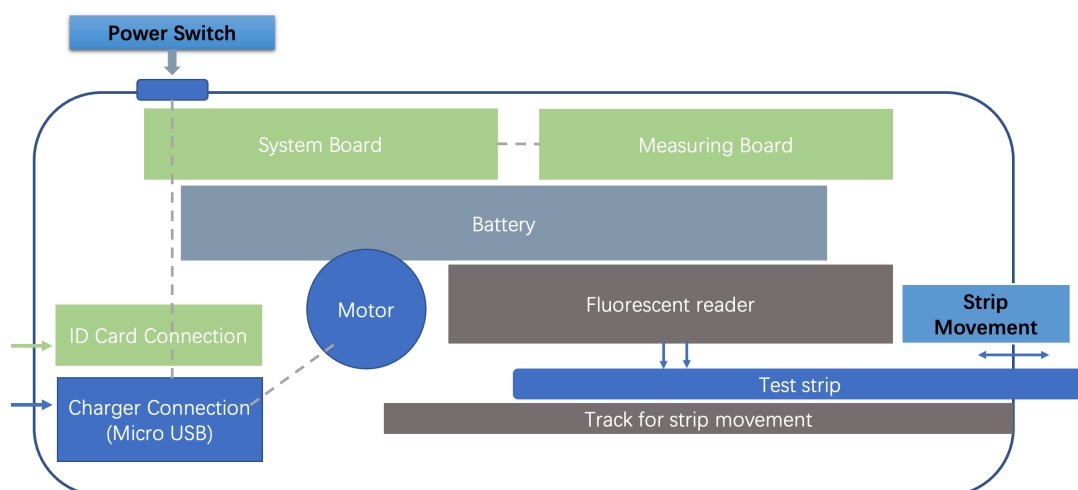 Power Switch
System Board
Measuring Board
Battery
Motor
Fluorescent reader
Strip
Movement
ID Card Connection
Test strip
Charger Connection
(Micro USB)
Track for strip movement